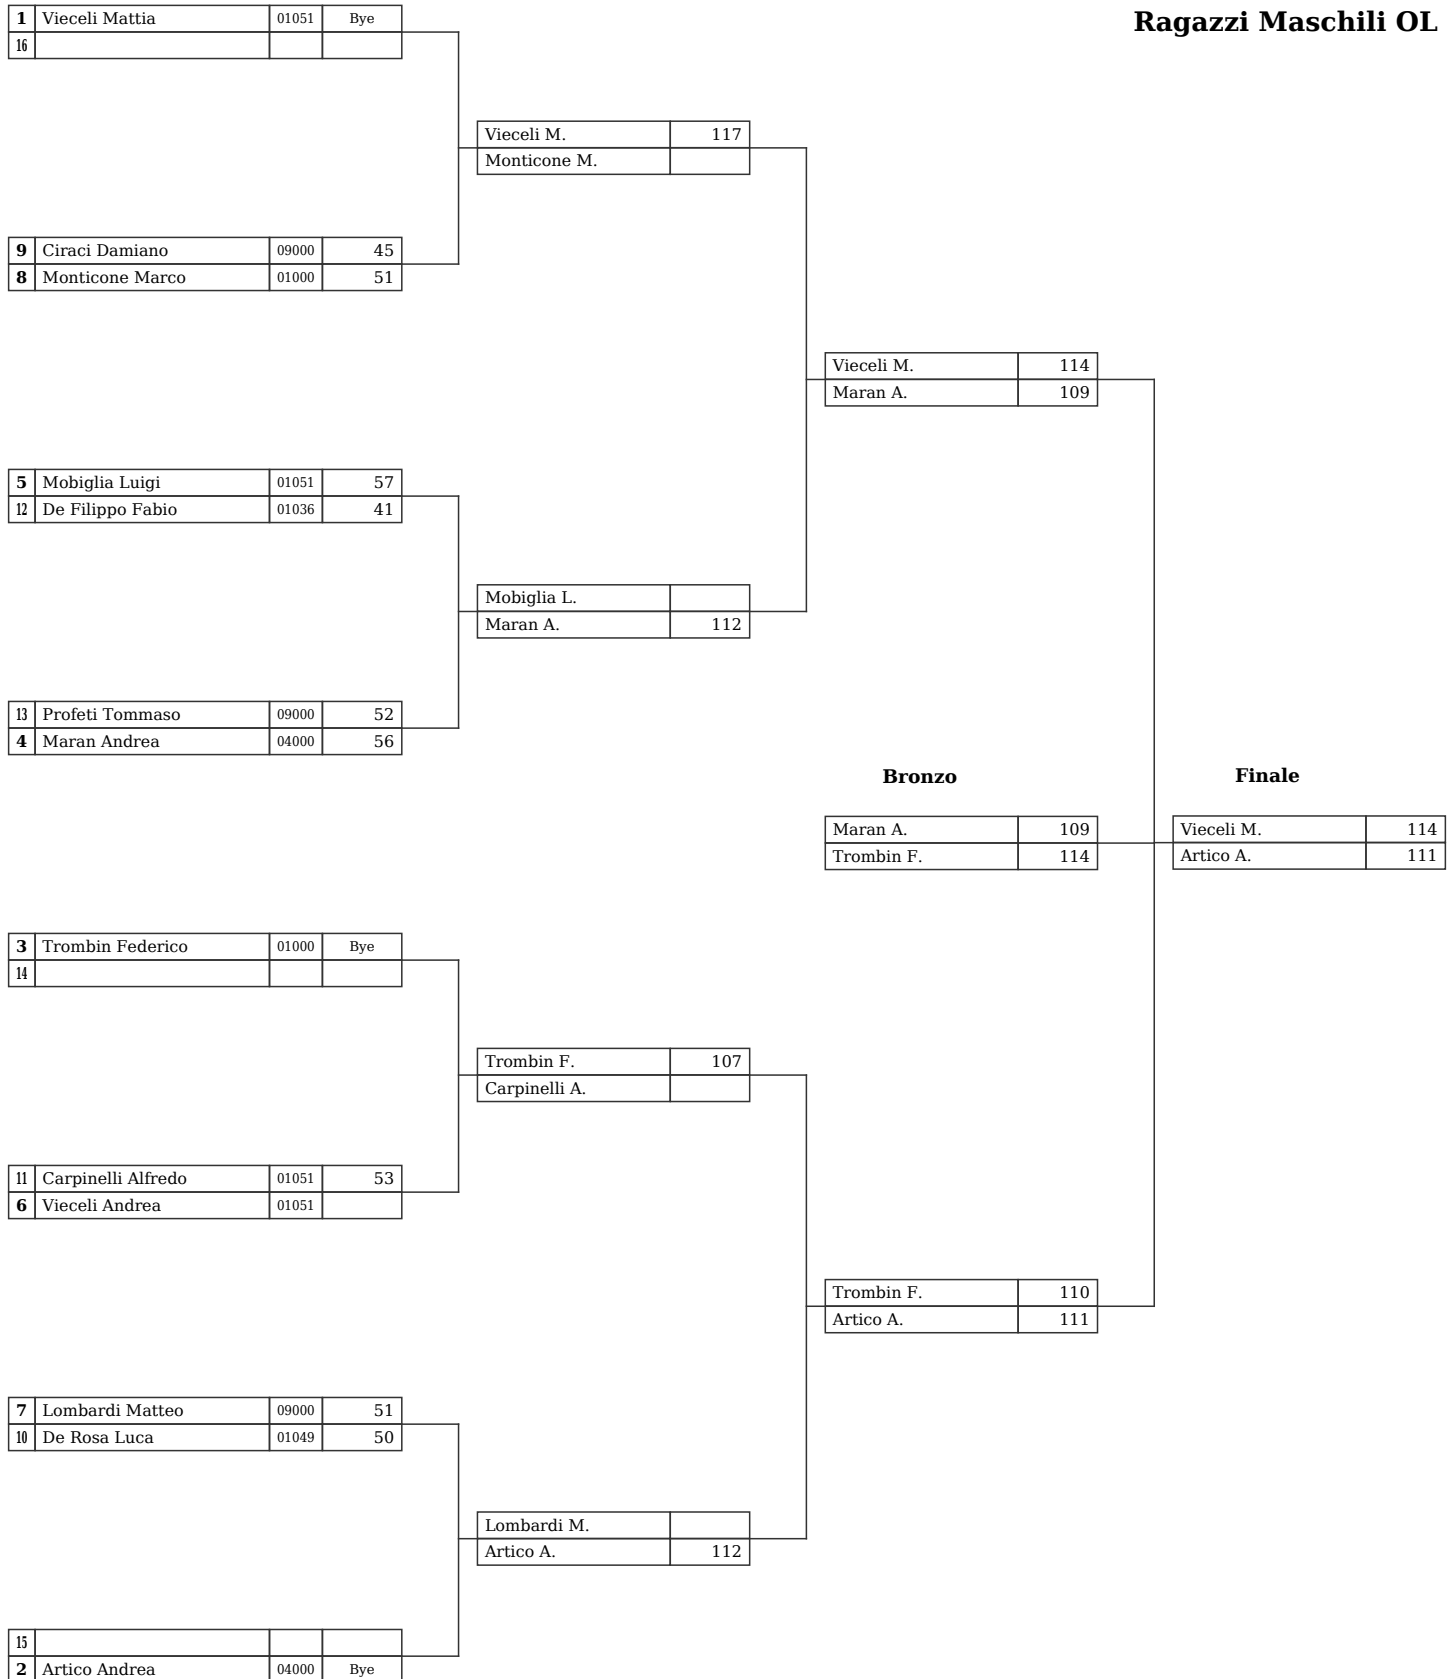 Ragazzi Maschili OL
1 Vieceli Mattia 01051 Bye
16
Vieceli M. 117
Monticone M.
9 Ciraci Damiano 09000 45
8 Monticone Marco 01000 51
Vieceli M. 114
Maran A. 109
5 Mobiglia Luigi 01051 57
12 De Filippo Fabio 01036 41
Mobiglia L.
Maran A. 112
13 Profeti Tommaso 09000 52
4 Maran Andrea 04000 56
Bronzo Finale
Maran A. 109 Vieceli M. 114
Trombin F. 114 Artico A. 111
3 Trombin Federico 01000 Bye
14
Trombin F. 107
Carpinelli A.
11 Carpinelli Alfredo 01051 53
6 Vieceli Andrea 01051
Trombin F. 110
Artico A. 111
7 Lombardi Matteo 09000 51
10 De Rosa Luca 01049 50
Lombardi M.
Artico A. 112
15
2 Artico Andrea 04000 Bye